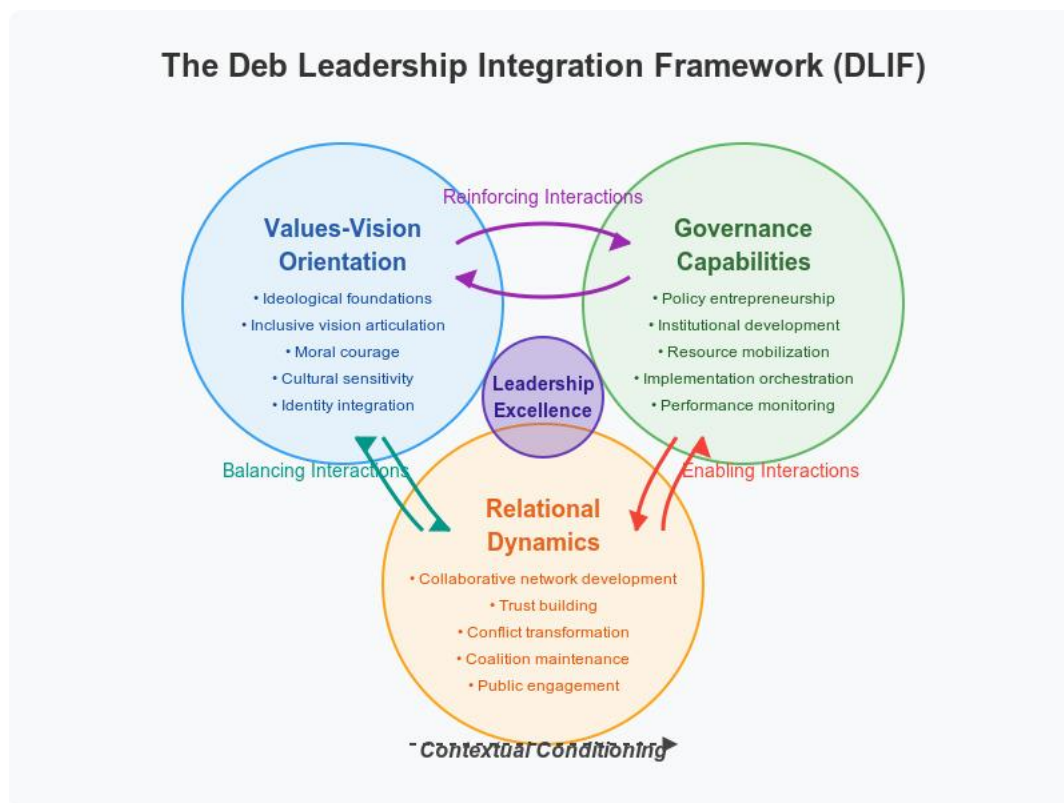 The Deb Leadership Integration Framework (DLIF)
Reinforcing Interactions
Values-Vision
Orientation
• Ideological foundations
• Inclusive vision articulation
• Moral courage
• Cultural sensitivity
• Identity integration
Governance
Capabilities
• Policy entrepreneurship
• Institutional development
• Resource mobilization
• Implementation orchestration
• Performance monitoring
Leadership
Excellence
Balancing Interactions
Enabling Interactions
Relational
Dynamics
• Collaborative network development
• Trust building
• Conflict transformation
• Coalition maintenance
• Public engagement
Contextual Conditioning